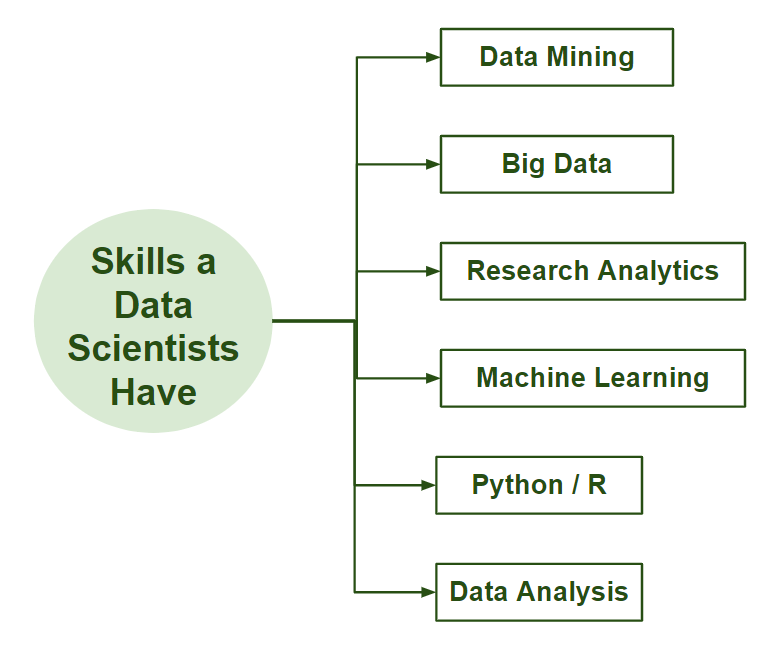 Skills a
Data
Scientists
Have
Data Mining
Big Data
Research Analytics
Machine Learning
Python / R
Data Analysis